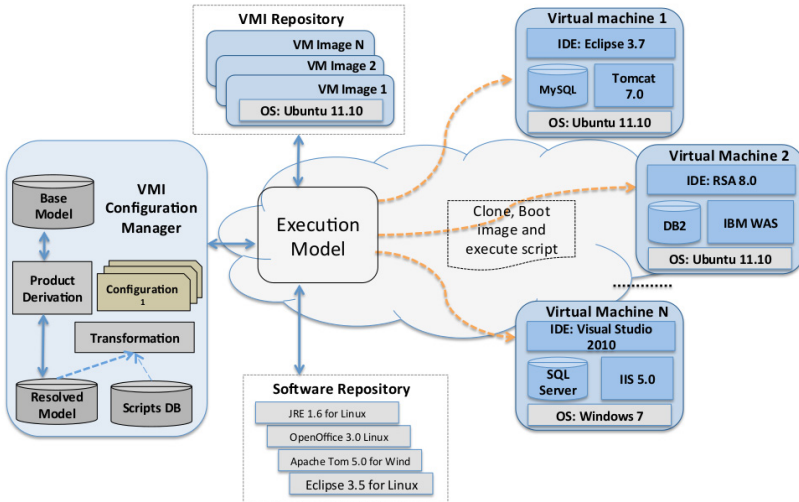 VMI Repository
VM Image N
VM Image 2
VM Image 1
OS: Ubuntu 11.10
Virtual machine 1
IDE: Eclipse 3.7
MySQL
Tomcat
7.0
OS: Ubuntu 11.10
Virtual Machine 2
IDE: RSA 8.0
DB2
IBM WAS
OS: Ubuntu 11.10
VMI
Configuration
Manager
Base
Model
Product
Derivation
Configuration
1
Transformation
Resolved
Model
Scripts DB
Execution
Model
Clone, Boot
image and
execute script
Virtual Machine N
IDE: Visual Studio
2010
SQL
Server
IIS 5.0
OS: Windows 7
Software Repository
JRE 1.6 for Linux
OpenOffice 3.0 Linux
Apache Tom 5.0 for Wind
Eclipse 3.5 for Linux